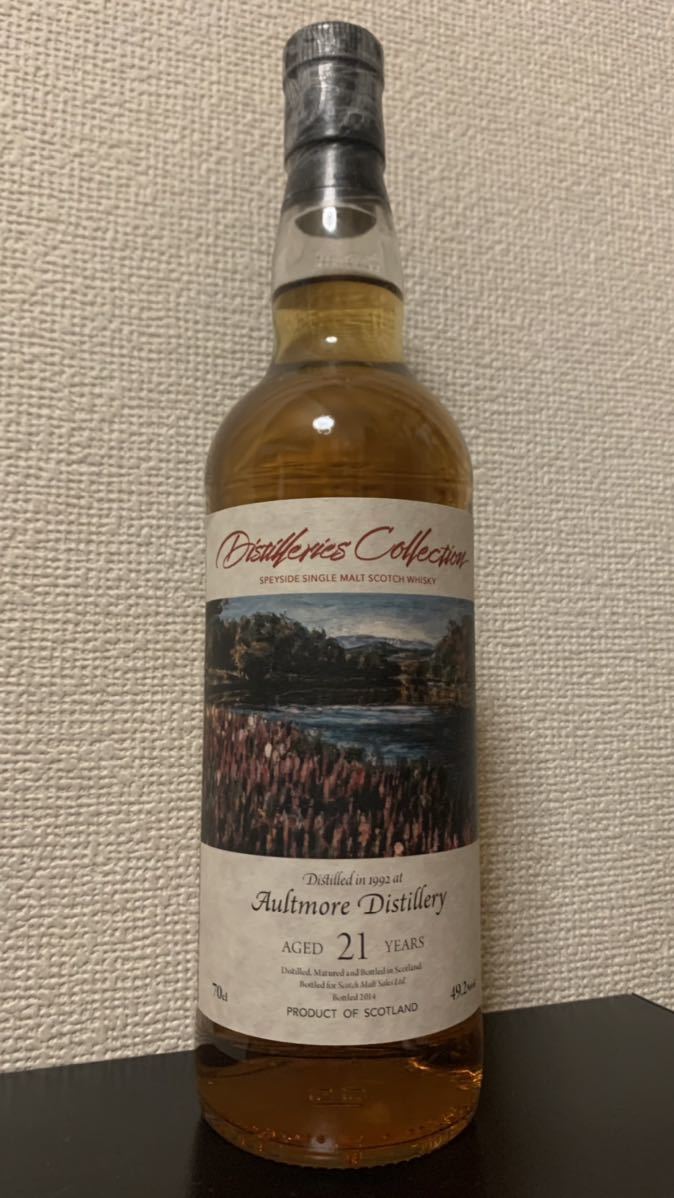 Distilleries Collection
SPEYSIDE SINGLE MALT SCOTCH WHISKY
Distilled in 1992 at
Aultmore Distillery
AGED 21 YEARS
Distilled, Matured and Bottled in Scotland.
Bottled for Scotch Malt Sales Ltd.
70cl Bottled 2014 49.2%
PRODUCT OF SCOTLAND